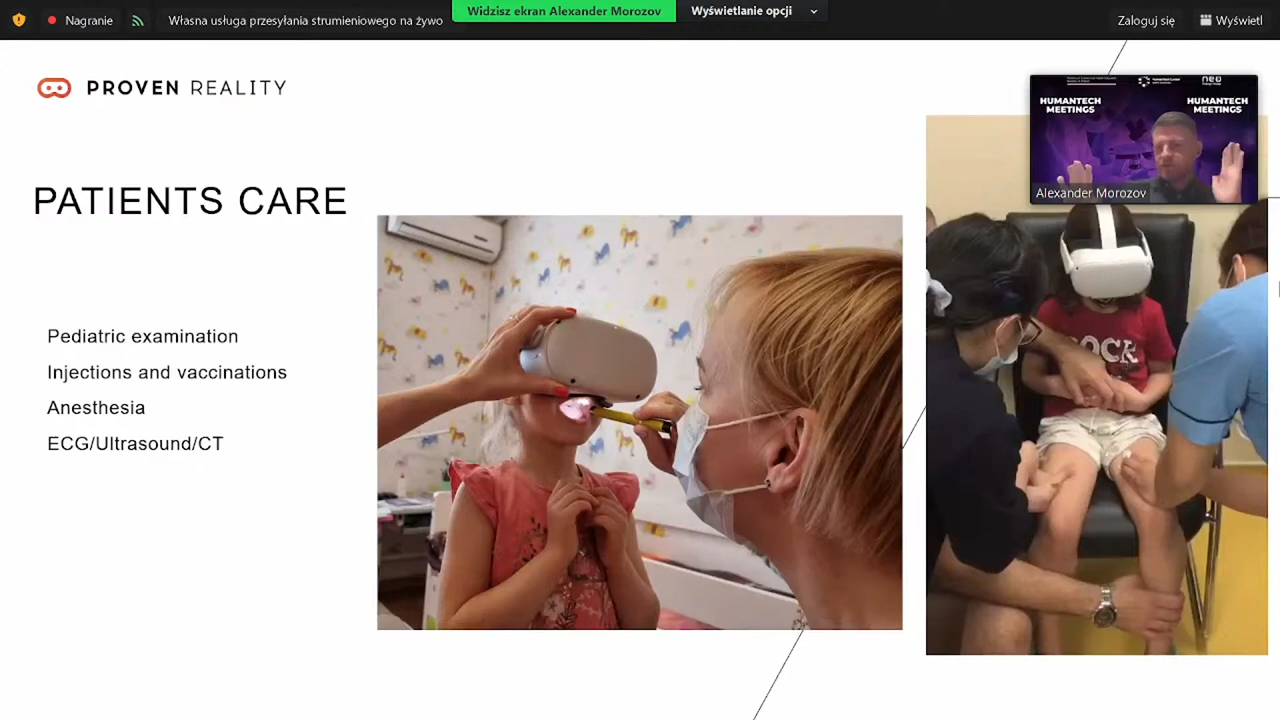 Nagranie
Własna usługa przesyłania strumieniowego na żywo
Widzisz ekran Alexander Morozov
Wyświetlanie opcji
Zaloguj się
Wyświetl
PROVEN REALITY
HUMANTECH MEETINGS
HUMANTECH MEETINGS
Alexander Morozov
PATIENTS CARE
Pediatric examination
Injections and vaccinations
Anesthesia
ECG/Ultrasound/CT